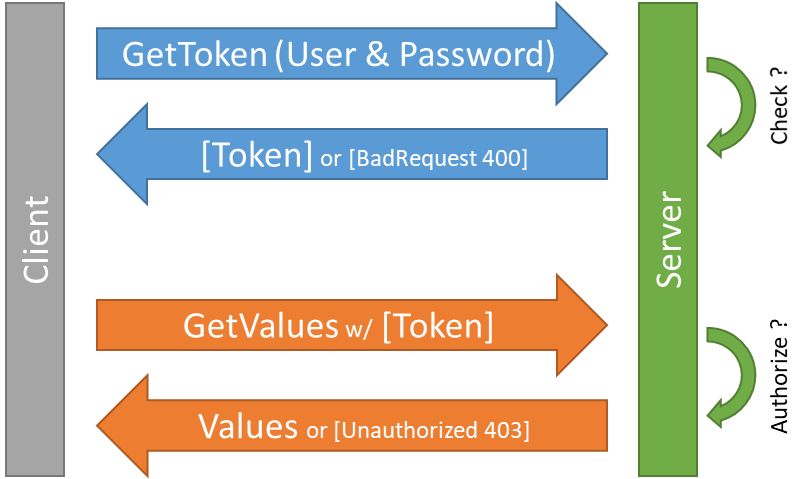 GetToken (User & Password)
Check ?
[Token] or [BadRequest 400]
Client
Server
GetValues w/ [Token]
Authorize ?
Values or [Unauthorized 403]